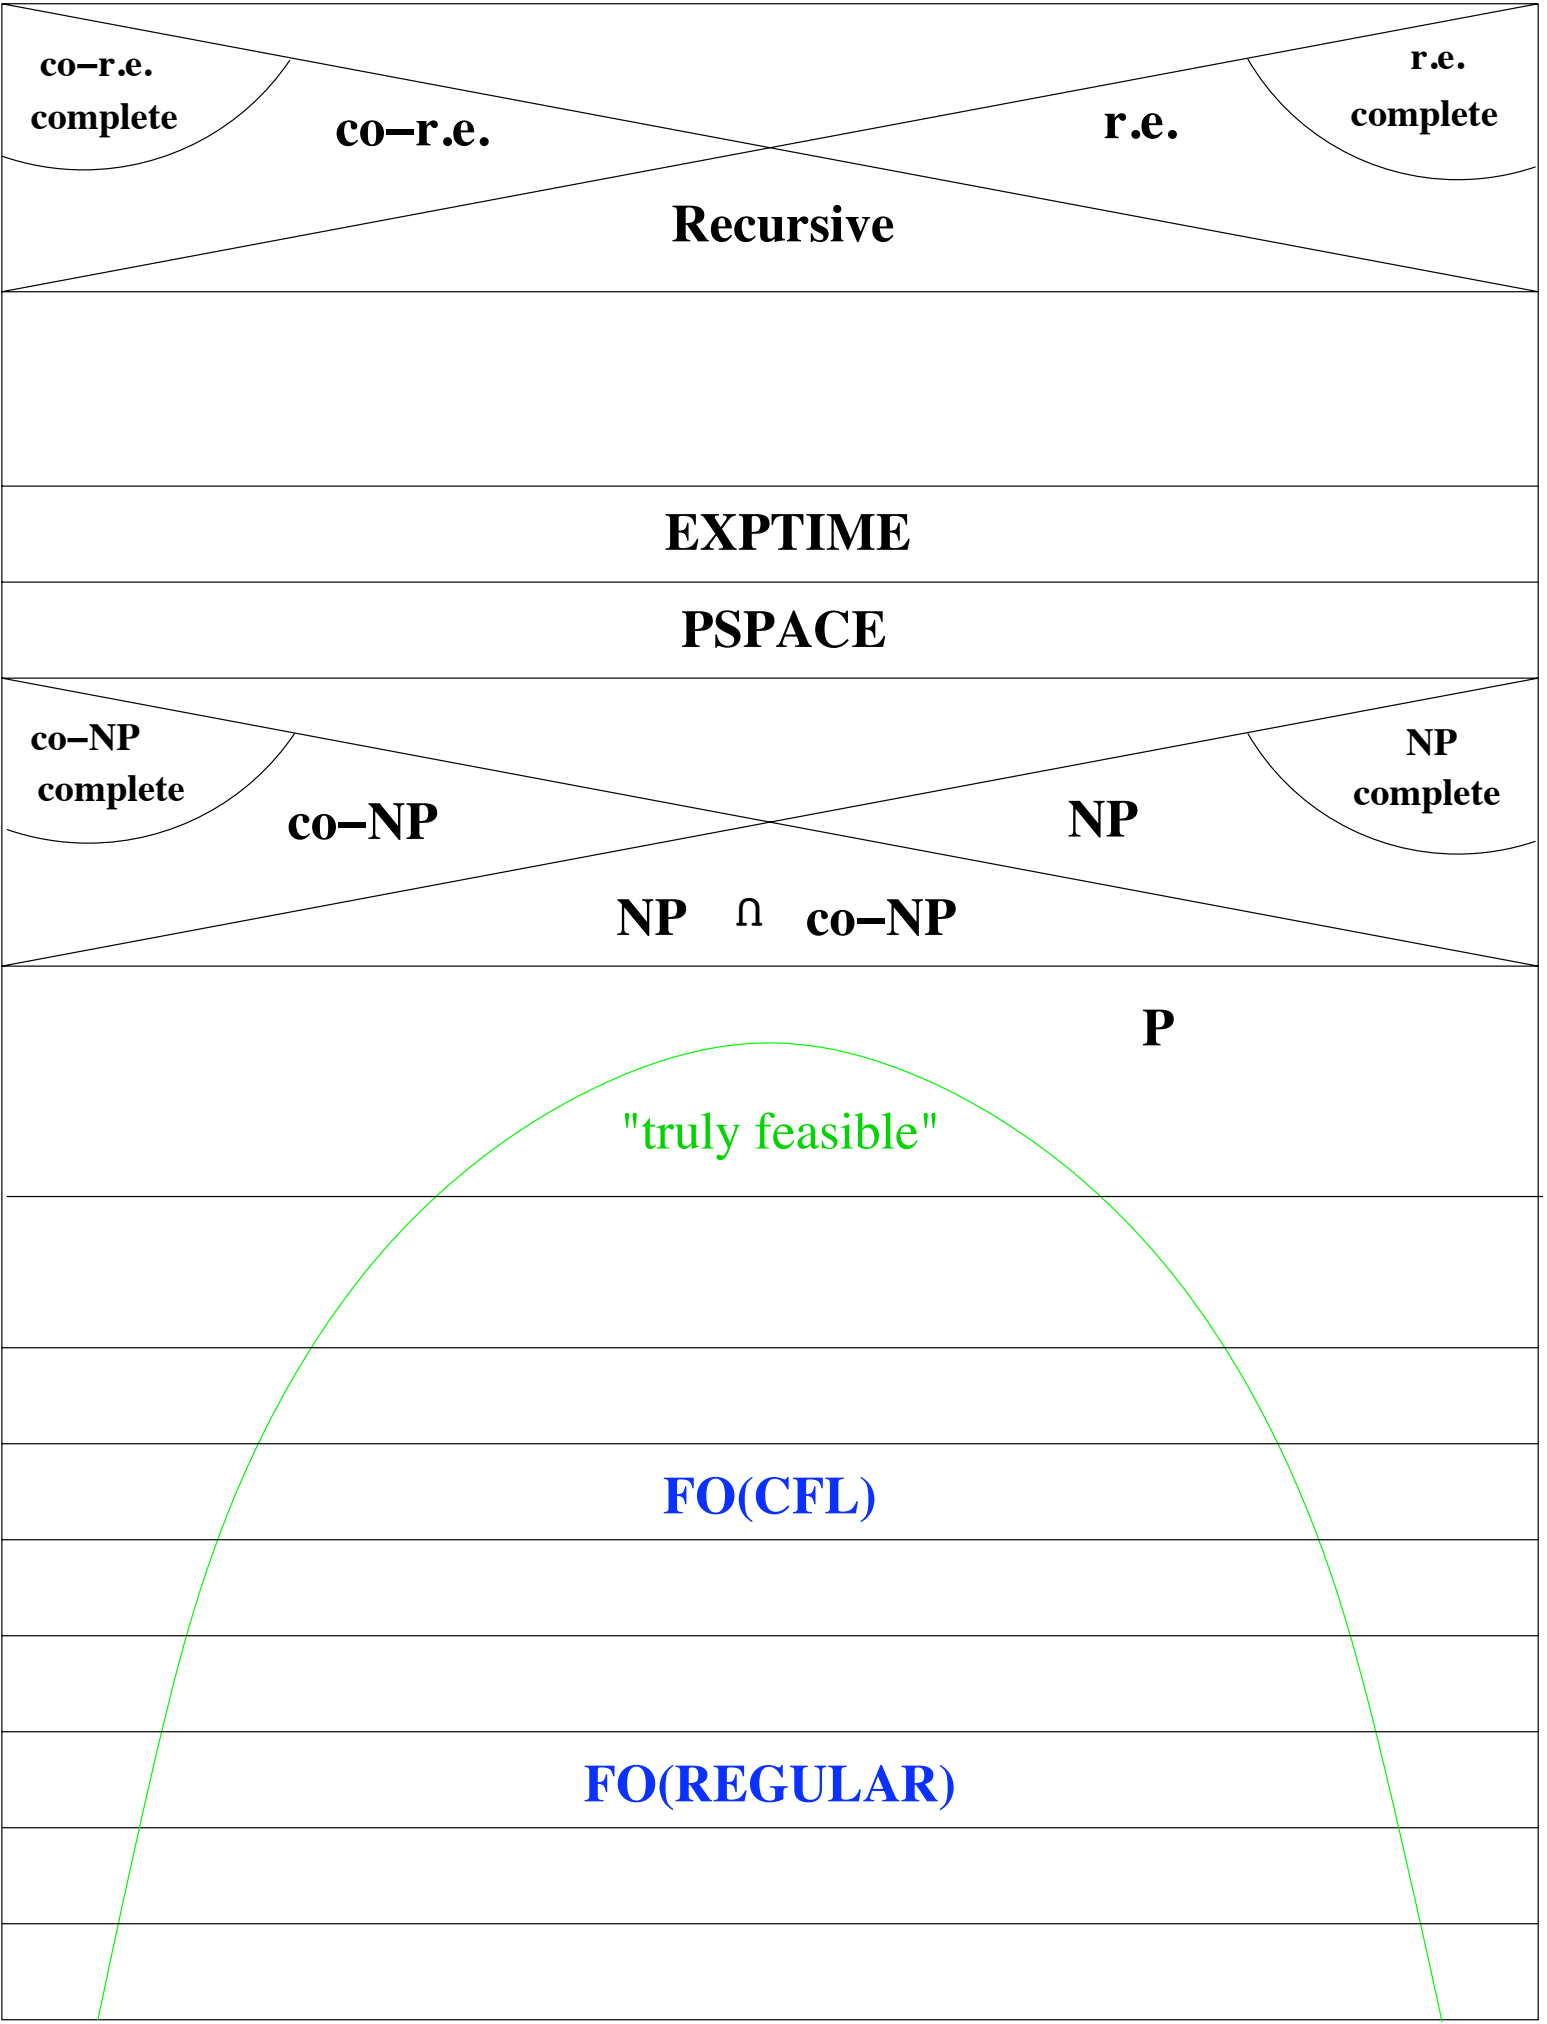 co–r.e.
complete
co–r.e.
r.e.
r.e.
complete
Recursive
EXPTIME
PSPACE
co–NP
complete
co–NP
NP
NP
complete
NP ∩ co–NP
P
"truly feasible"
FO(CFL)
FO(REGULAR)